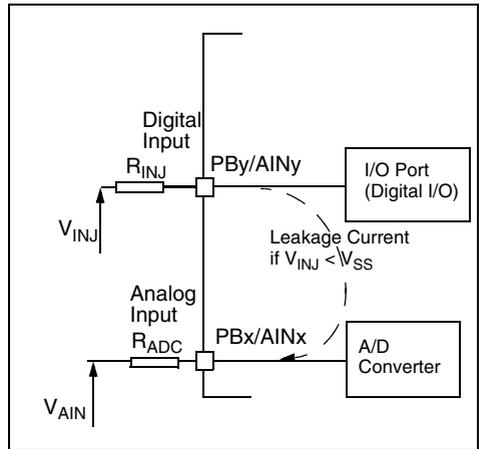 Digital
Input
PBy/AINy
RINJ
I/O Port
(Digital I/O)
VINJ
Leakage Current
if VINJ < VSS
Analog
Input
PBx/AINx
RADC
A/D
Converter
VAIN